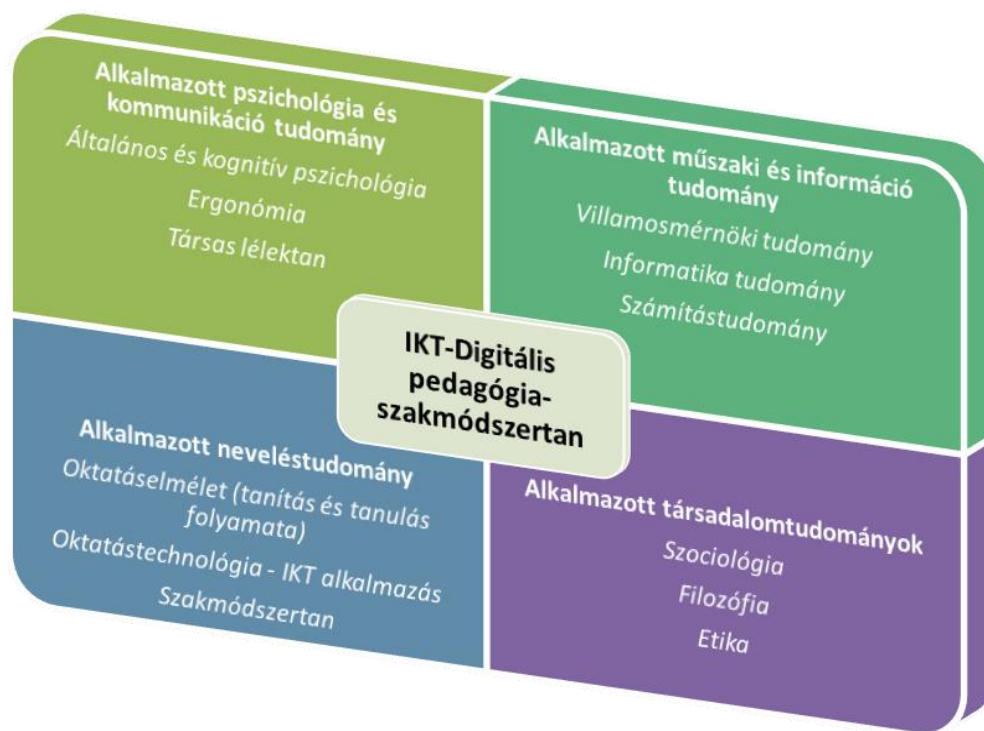 Alkalmazott pszichológia és
kommunikáció tudomány
Általános és kognitív pszichológia
Ergonómia
Társas lélektan
Alkalmazott műszaki és információ
tudomány
Villamosmérnöki tudomány
Informatika tudomány
Számítástudomány
IKT-Digitális
pedagógia-
szakmódszertan
Alkalmazott neveléstudomány
Oktatáselmélet (tanítás és tanulás
folyamata)
Oktatástechnológia - IKT alkalmazás
Szakmódszertan
Alkalmazott társadalomtudományok
Szociológia
Filozófia
Etika